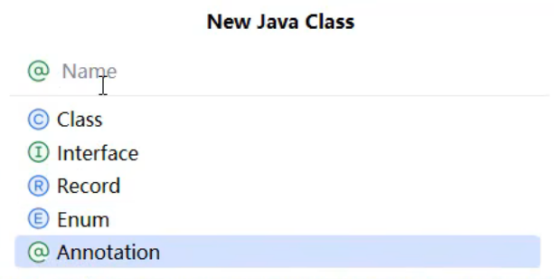 New Java Class
@ Name
C Class
I Interface
R Record
E Enum
@ Annotation